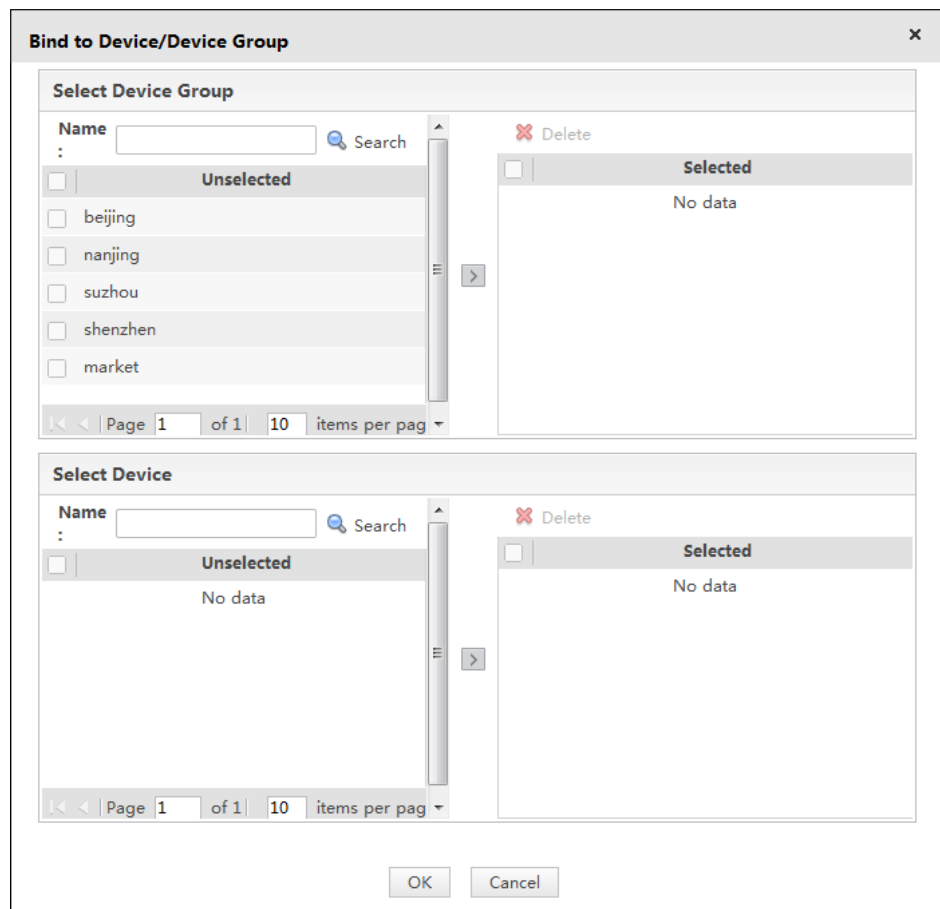 Bind to Device/Device Group
Select Device Group
Name
:
Search
Unselected
beijing
nanjing
suzhou
shenzhen
market
Page 1 of 1 10 items per pag
Delete
Selected
No data
Select Device
Name
:
Search
Unselected
No data
Page 1 of 1 10 items per pag
Delete
Selected
No data
OK Cancel